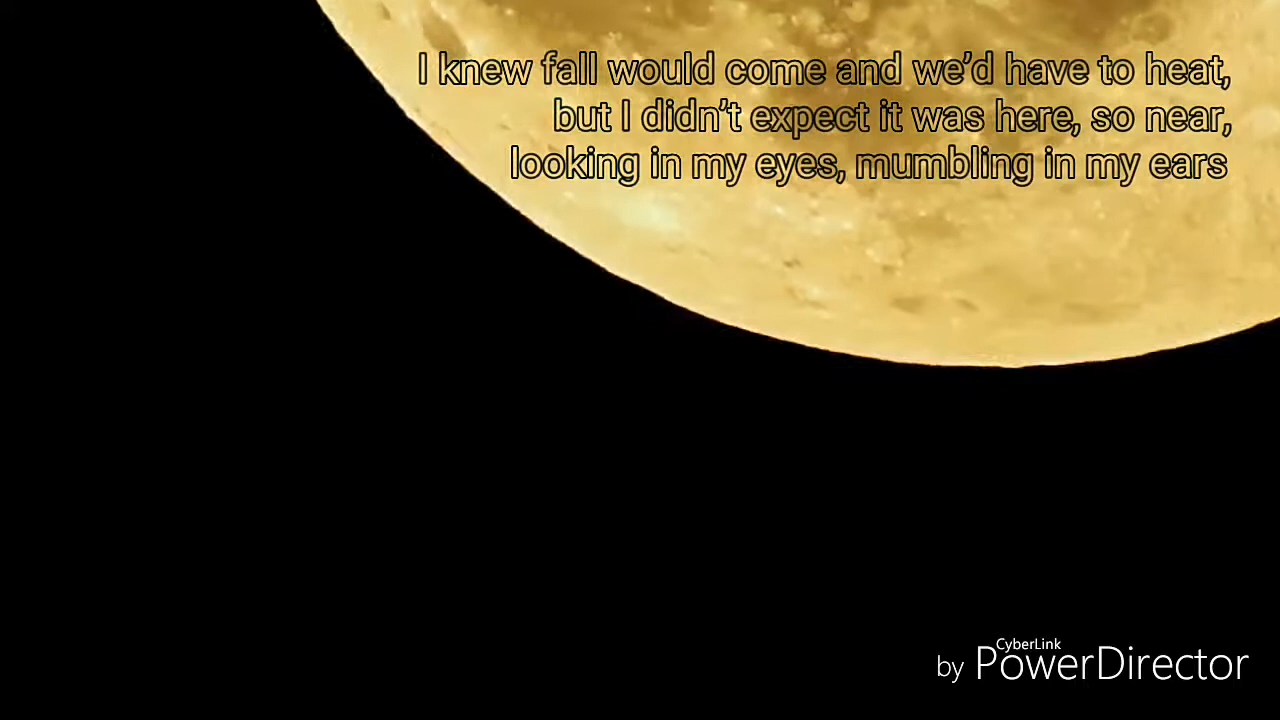 I knew fall would come and we'd have to heat,
but I didn't expect it was here, so near,
looking in my eyes, mumbling in my ears
CyberLink
by PowerDirector